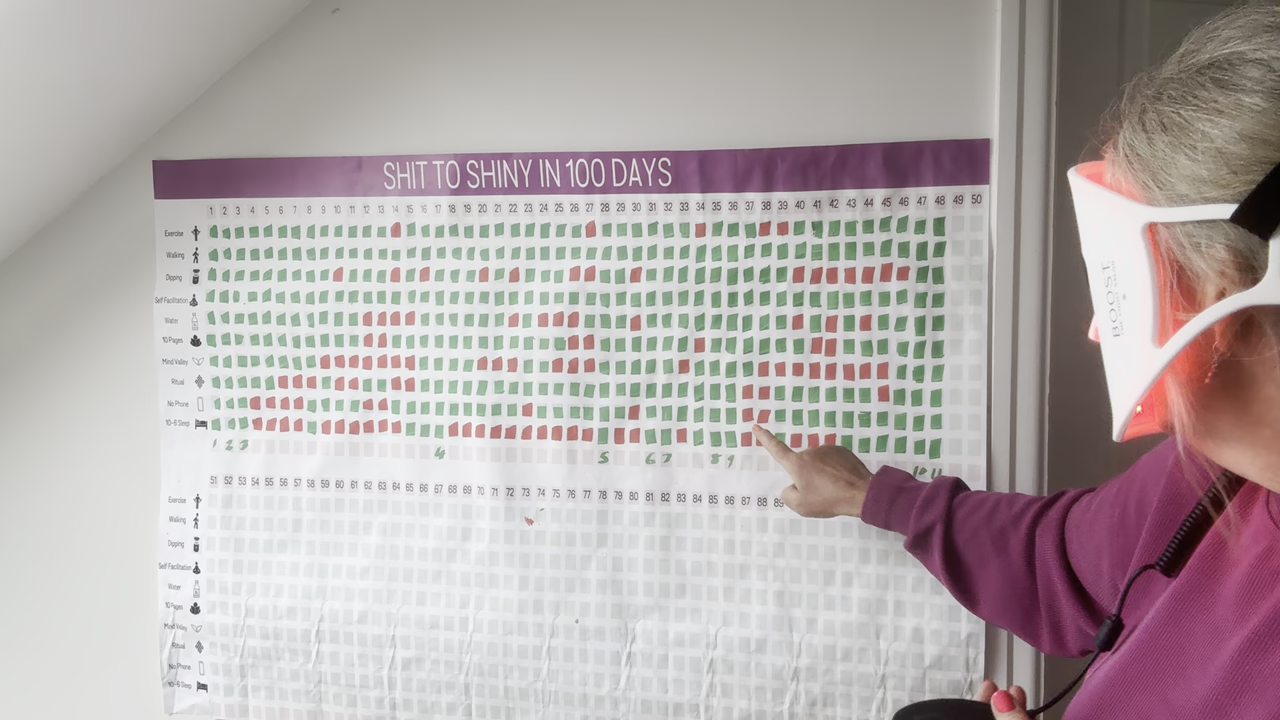 SHIT TO SHINY IN 100 DAYS
1 2 3 4 5 6 7 8 9 10 11 12 13 14 15 16 17 18 19 20 21 22 23 24 25 26 27 28 29 30 31 32 33 34 35 36 37 38 39 40 41 42 43 44 45 46 47 48 49 50
Exercise
Walking
Dipping
Self Facilitation
Water
10 Pages
Mind Valley
Ritual
No Phone
10-6 Sleep
1 2 3 4 5 6 7 8 9 10 11
51 52 53 54 55 56 57 58 59 60 61 62 63 64 65 66 67 68 69 70 71 72 73 74 75 76 77 78 79 80 81 82 83 84 85 86 87 88 89
Exercise
Walking
Dipping
Self Facilitation
Water
10 Pages
Mind Valley
Ritual
No Phone
10-6 Sleep
BOOST